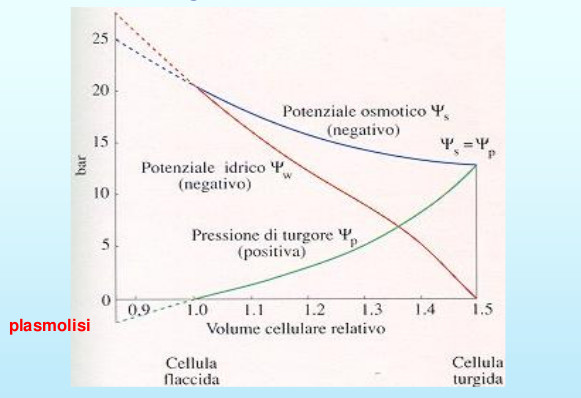 25
20
15
10
5
0
bar
Potenziale osmotico Ψs
(negativo)
Ψs = Ψp
Potenziale idrico Ψw
(negativo)
Pressione di turgore Ψp
(positiva)
plasmolisi
0.9 1.0 1.1 1.2 1.3 1.4 1.5
Volume cellulare relativo
Cellula
flaccida
Cellula
turgida